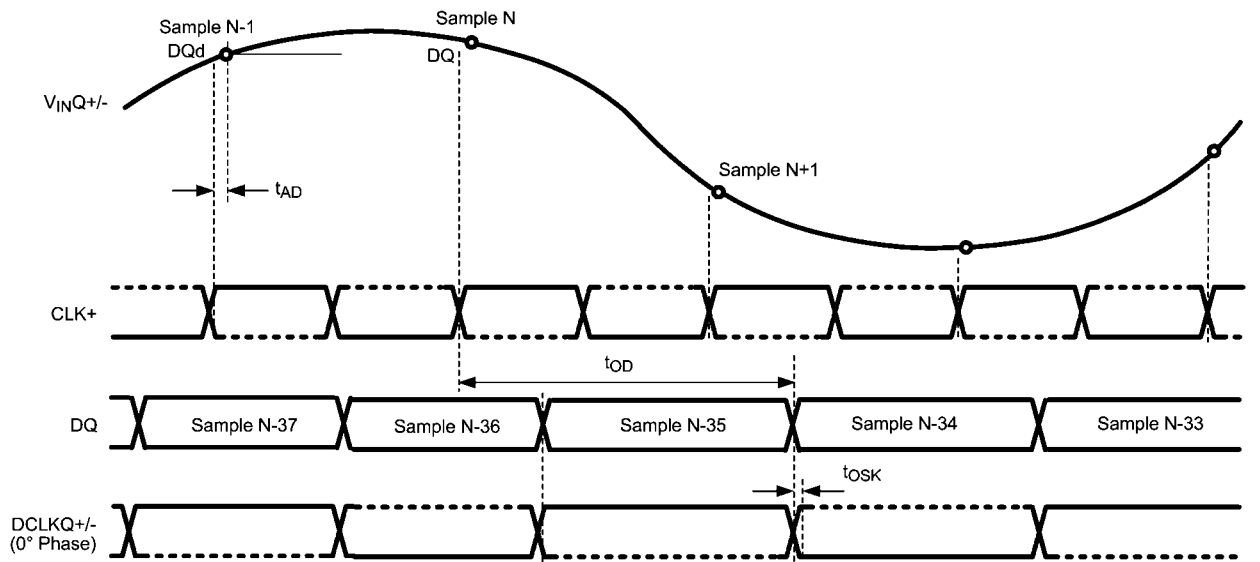 Sample N-1
Sample N
DQd
DQ
VINQ+/-
Sample N+1
tAD
CLK+
tOD
DQ
Sample N-37
Sample N-36
Sample N-35
Sample N-34
Sample N-33
tOSK
DCLKQ+/-
(0° Phase)